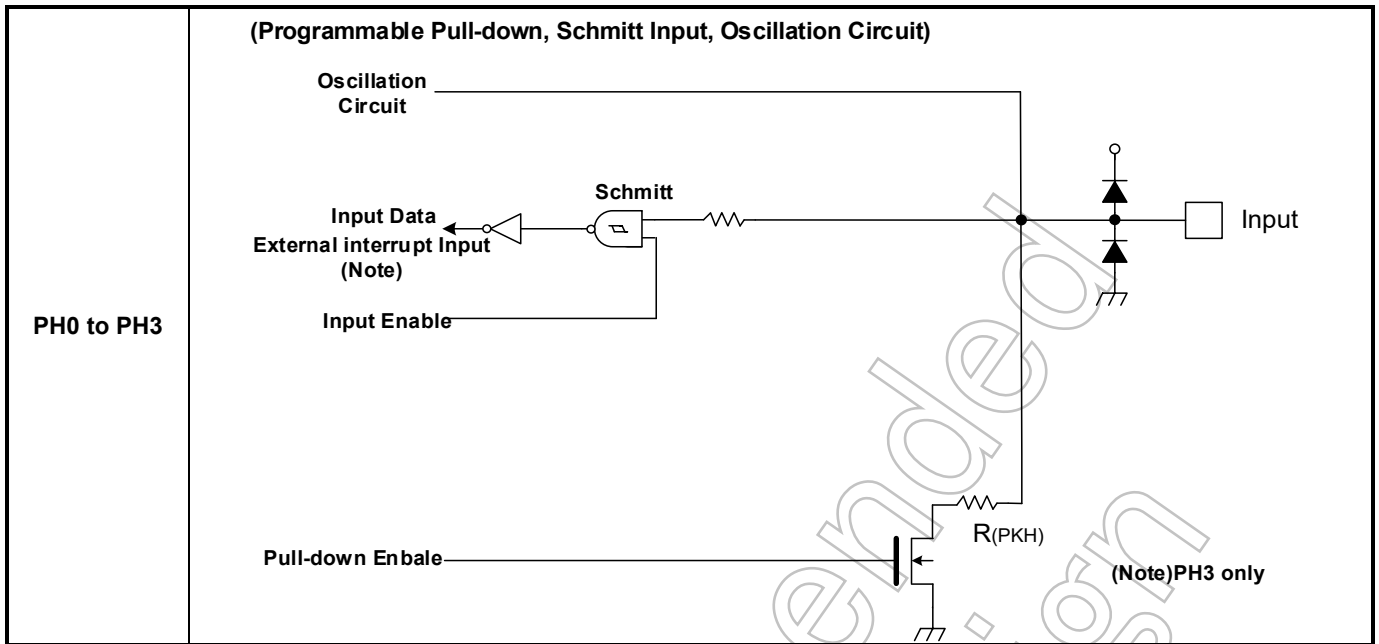 (Programmable Pull-down, Schmitt Input, Oscillation Circuit)
Oscillation
Circuit
Schmitt
Input Data
External interrupt Input
(Note)
Input
Input Enable
PH0 to PH3
R(PKH)
Pull-down Enbale
(Note)PH3 only
ended